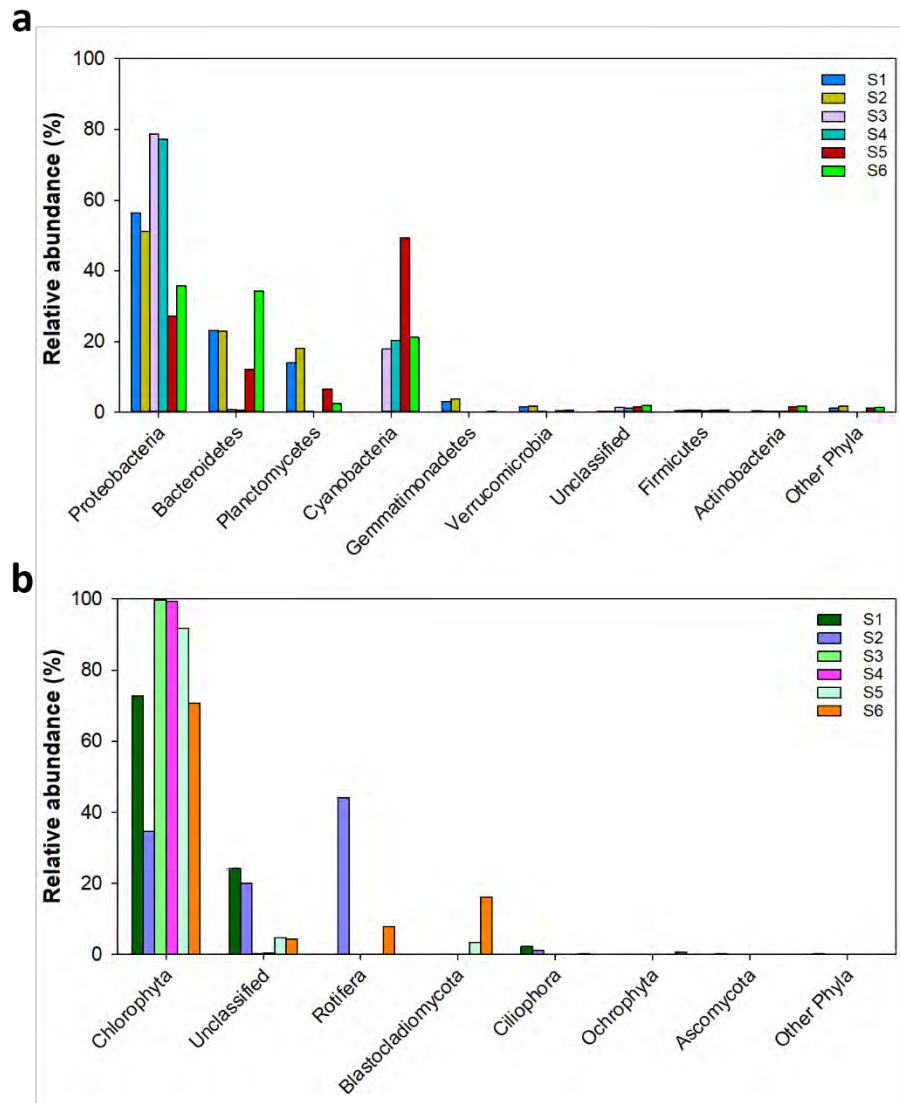 a
100
80
60
40
20
0
Relative abundance (%)
S1
S2
S3
S4
S5
S6
Proteobacteria
Bacteroidetes
Planctomycetes
Cyanobacteria
Gemmatimonadetes
Verrucomicrobia
Unclassified
Firmicutes
Actinobacteria
Other Phyla
b
100
80
60
40
20
0
Relative abundance (%)
S1
S2
S3
S4
S5
S6
Chlorophyta
Unclassified
Rotifera
Blastocladiomycota
Ciliophora
Ochrophyta
Ascomycota
Other Phyla